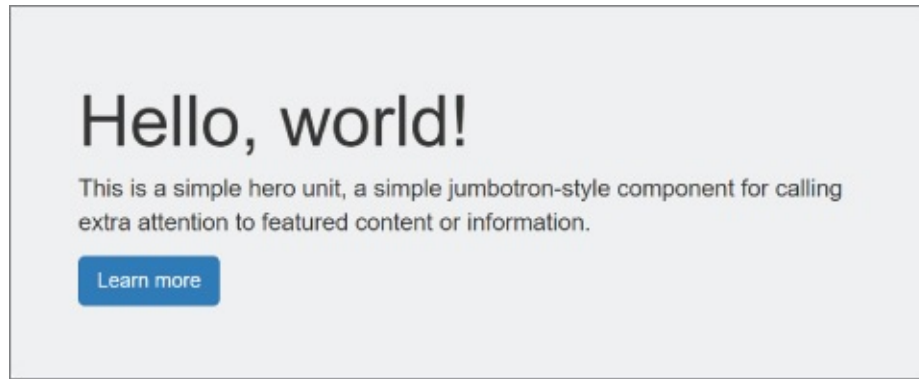 Hello, world!
This is a simple hero unit, a simple jumbotron-style component for calling
extra attention to featured content or information.
Learn more